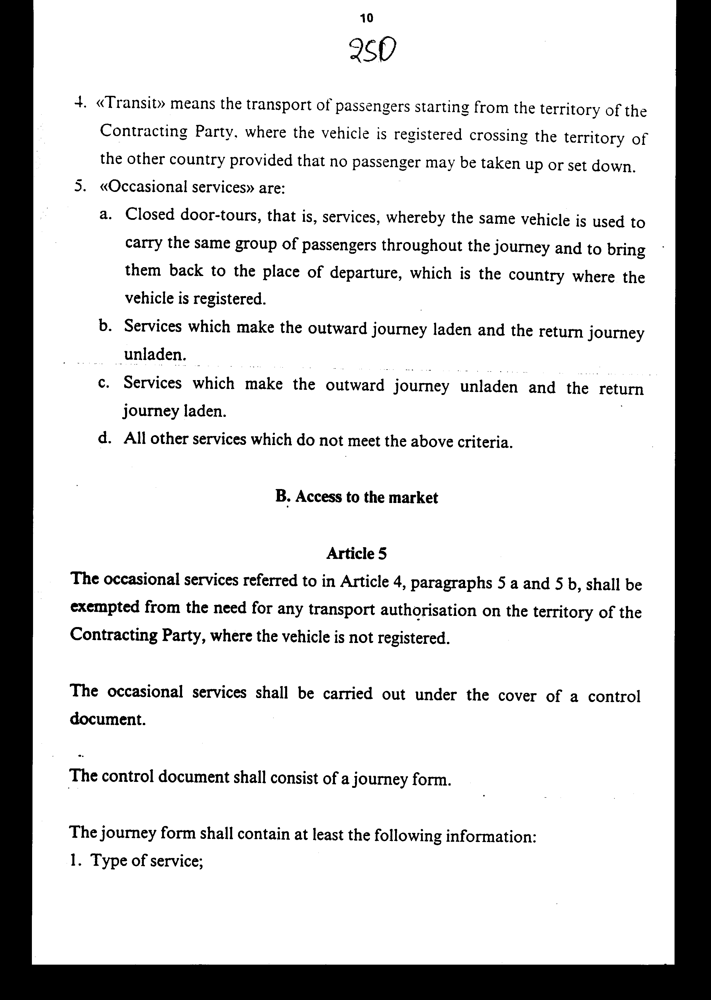 10
250
4. «Transit» means the transport of passengers starting from the territory of the
Contracting Party, where the vehicle is registered crossing the territory of
the other country provided that no passenger may be taken up or set down.
5. «Occasional services» are:
a. Closed door-tours, that is, services, whereby the same vehicle is used to
carry the same group of passengers throughout the journey and to bring
them back to the place of departure, which is the country where the
vehicle is registered.
b. Services which make the outward journey laden and the return journey
unladen.
c. Services which make the outward journey unladen and the return
journey laden.
d. All other services which do not meet the above criteria.
B. Access to the market
Article 5
The occasional services referred to in Article 4, paragraphs 5 a and 5 b, shall be
exempted from the need for any transport authorisation on the territory of the
Contracting Party, where the vehicle is not registered.
The occasional services shall be carried out under the cover of a control
document.
The control document shall consist of a journey form.
The journey form shall contain at least the following information:
1. Type of service;